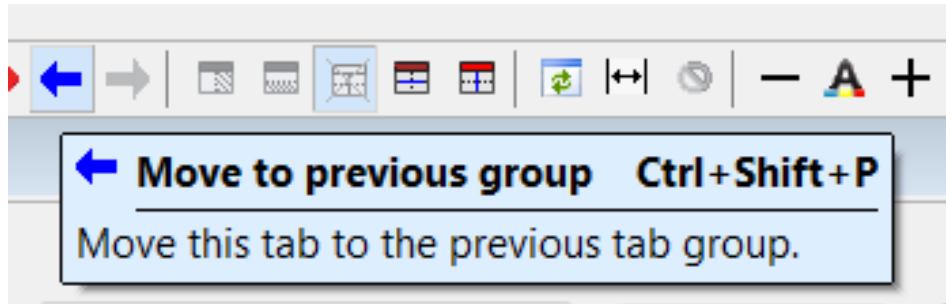 A
Move to previous group Ctrl+Shift+P
Move this tab to the previous tab group.